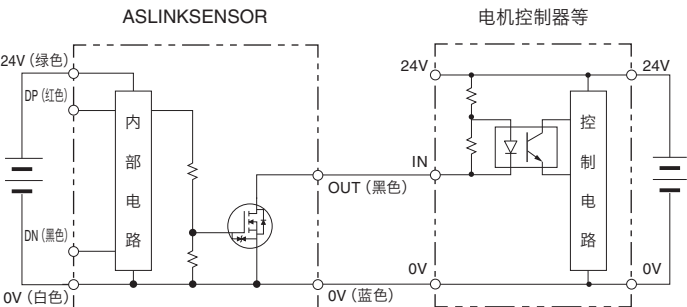 ASLINKSENSOR
电机控制器等
24V（绿色）
DP（红色）
内部电路
DN（黑色）
0V（白色）
OUT（黑色）
0V（蓝色）
24V
IN
0V
控制电路
24V
0V